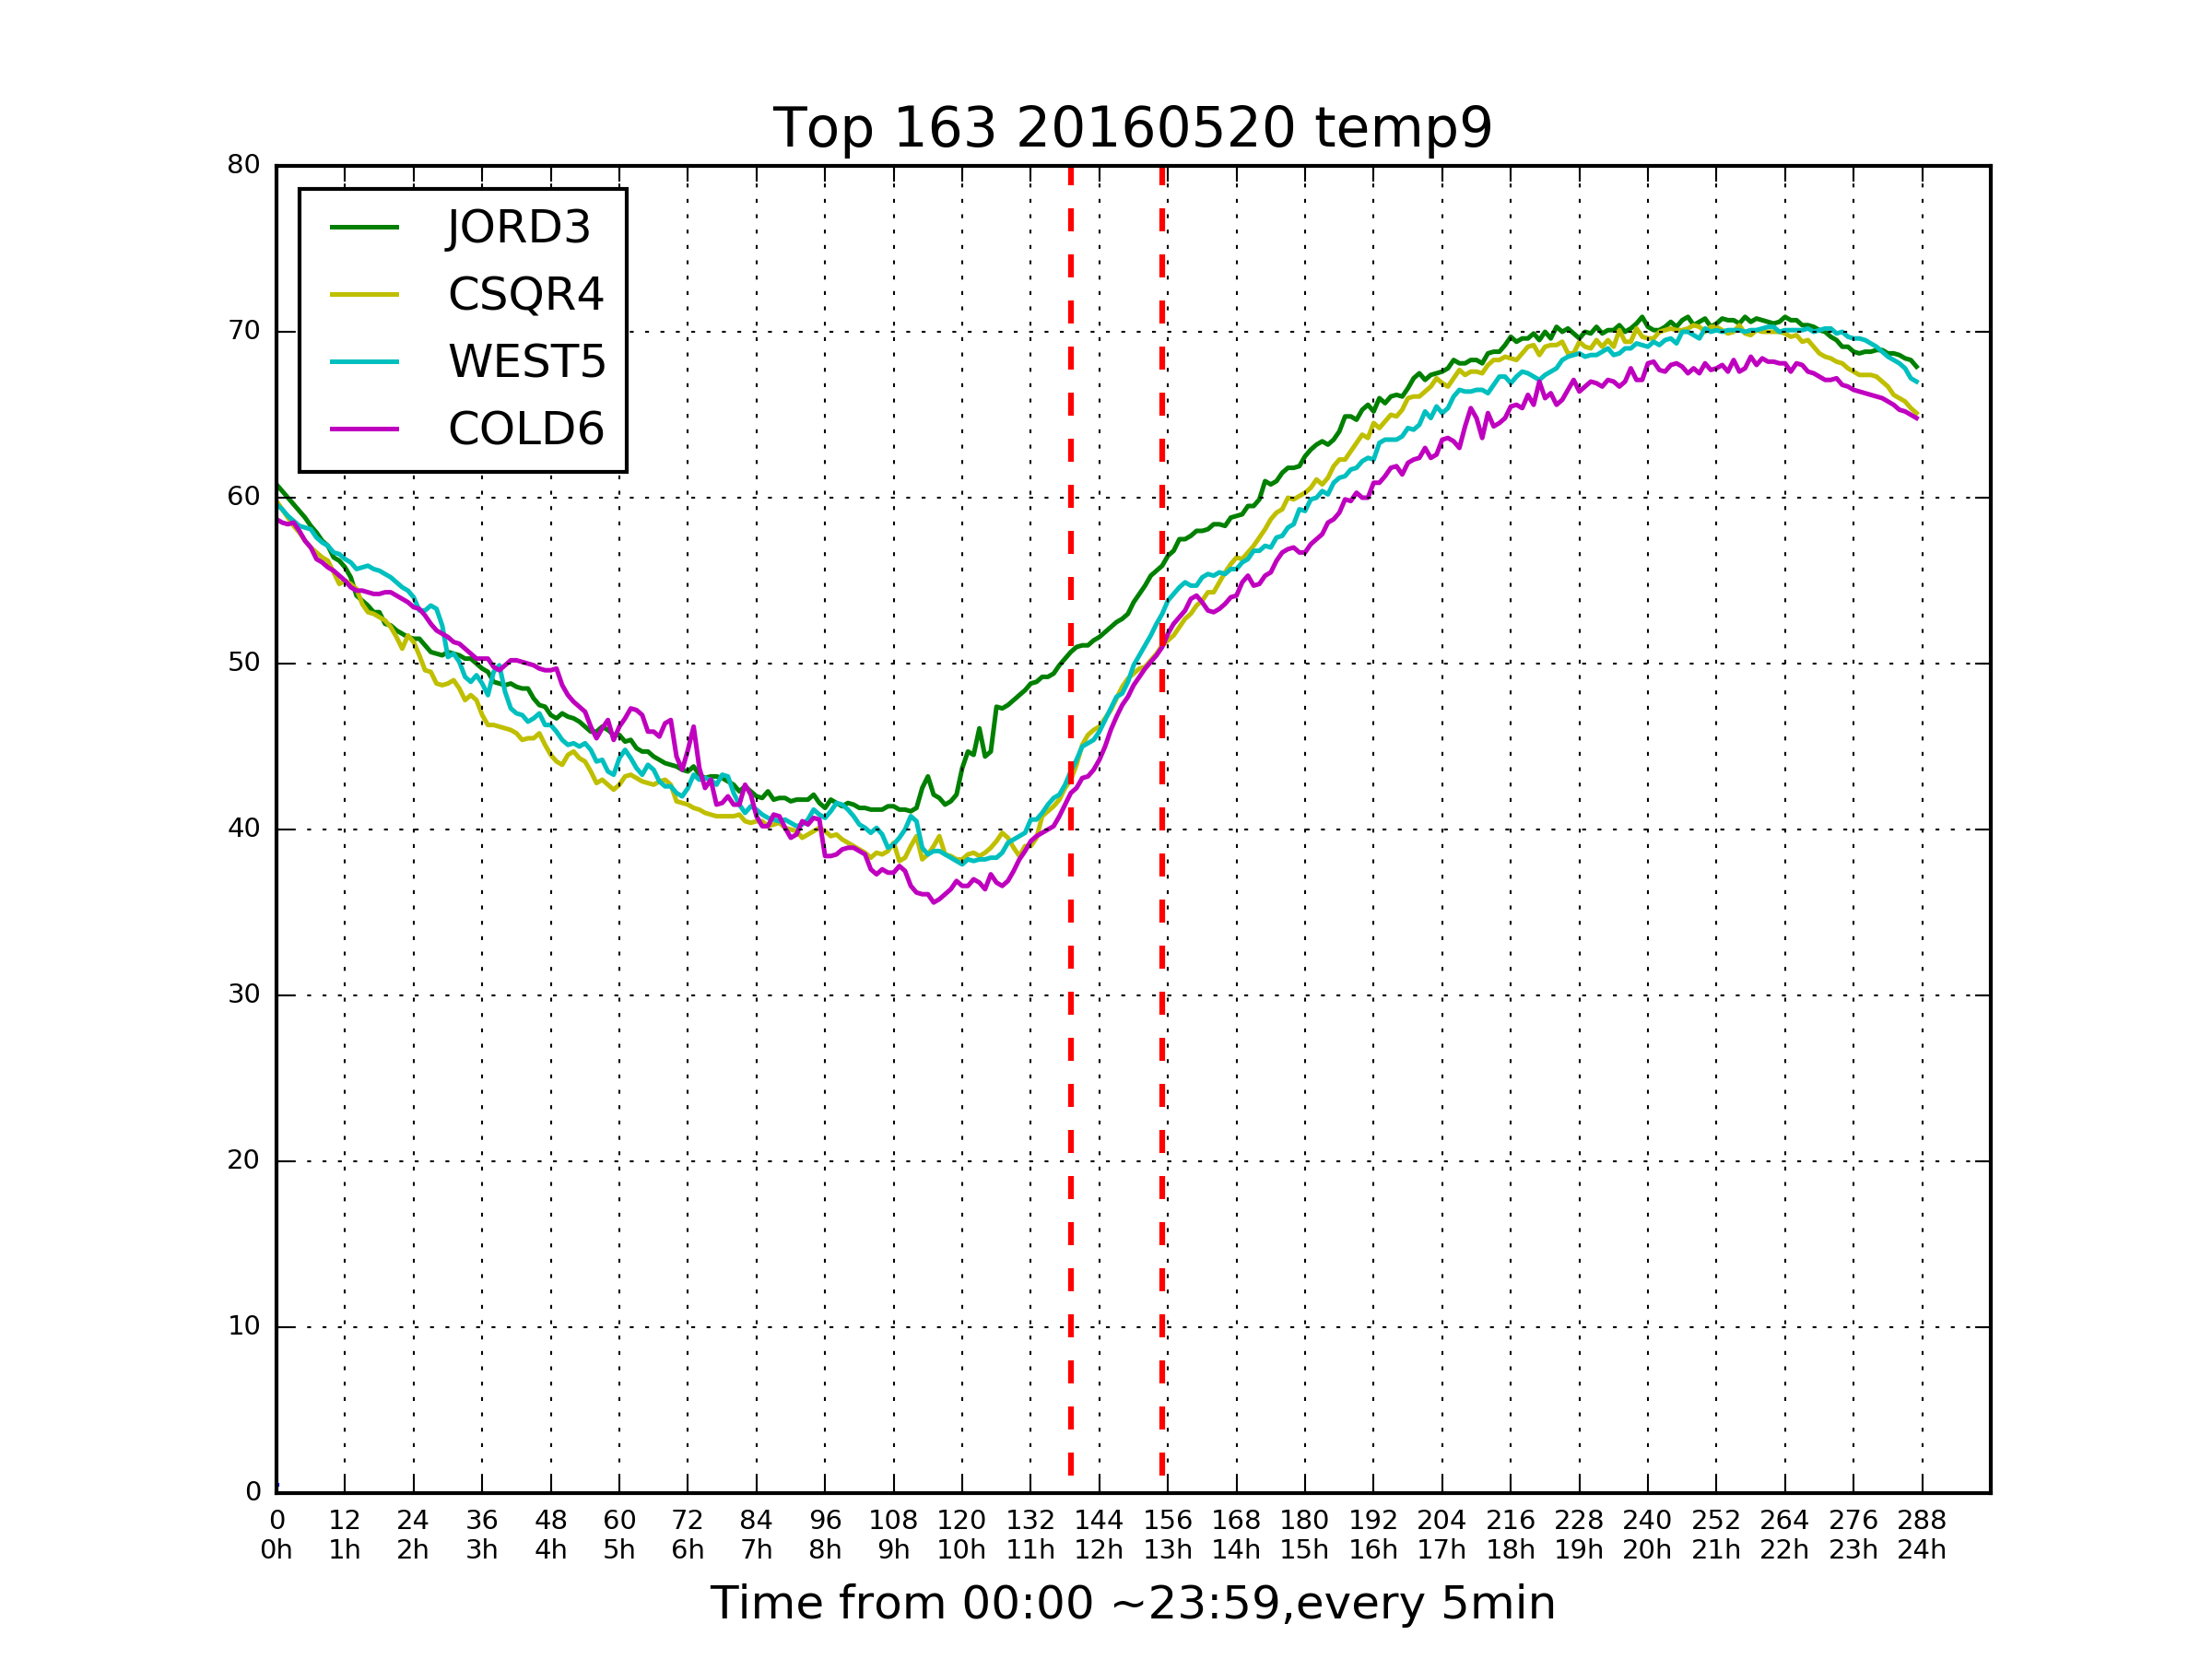 Top 163 20160520 temp9
80
70
60
50
40
30
20
10
0
JORD3
CSQR4
WEST5
COLD6
0 12 24 36 48 60 72 84 96 108 120 132 144 156 168 180 192 204 216 228 240 252 264 276 288
0h 1h 2h 3h 4h 5h 6h 7h 8h 9h 10h 11h 12h 13h 14h 15h 16h 17h 18h 19h 20h 21h 22h 23h 24h
Time from 00:00 ~23:59,every 5min